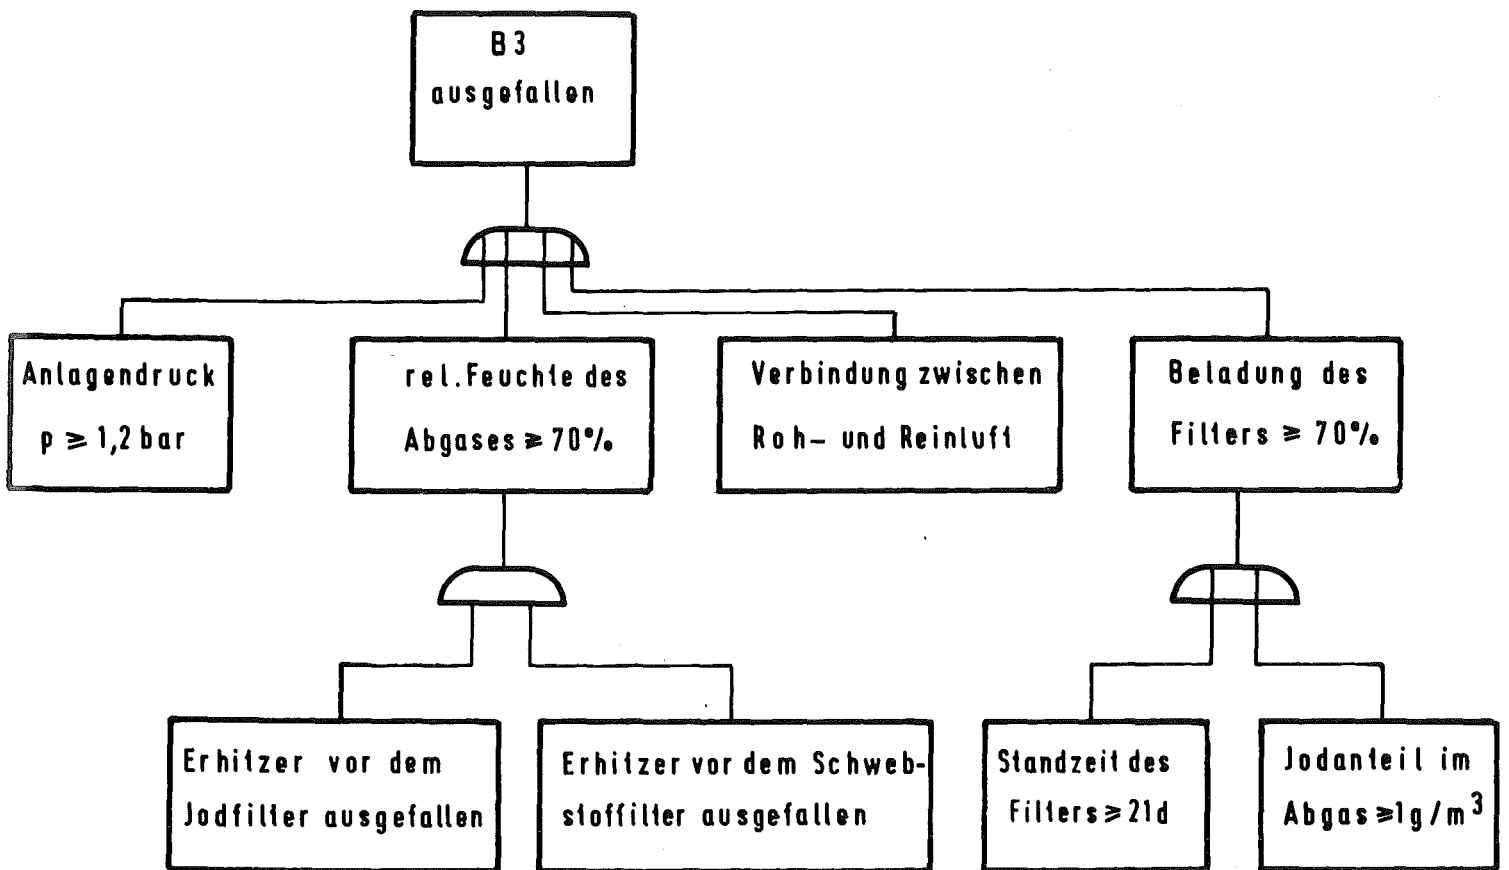 B3
ausgefallen
Anlagendruck
p ≥ 1,2 bar
rel. Feuchte des
Abgases ≥ 70%
Verbindung zwischen
Roh- und Reinluft
Beladung des
Filters ≥ 70%
Erhitzer vor dem
Jodfilter ausgefallen
Erhitzer vor dem Schweb-
stoffilter ausgefallen
Standzeit des
Filters ≥ 21d
Jodanteil im
Abgas ≥ 1g/m³